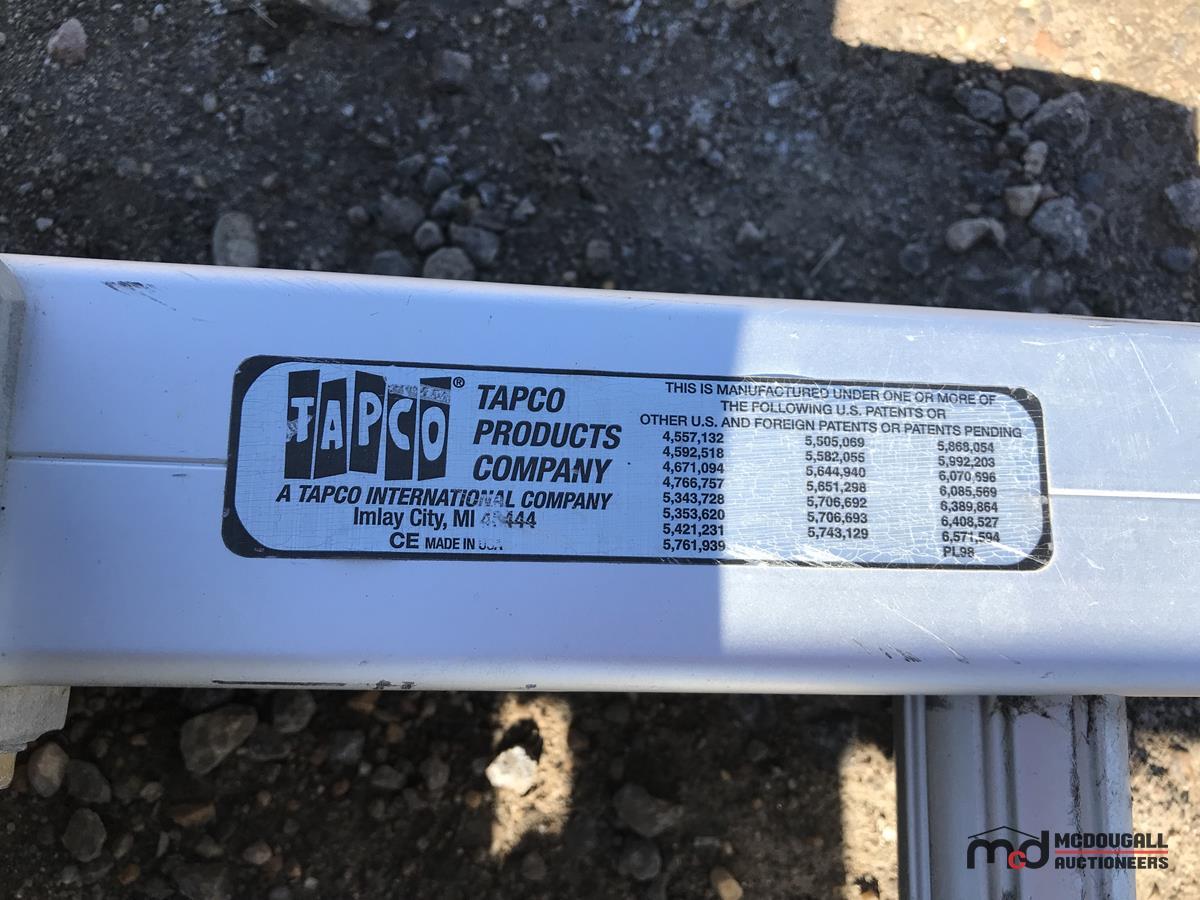 TAPCO®
TAPCO
PRODUCTS
COMPANY
A TAPCO INTERNATIONAL COMPANY
Imlay City, MI 48444
CE MADE IN USA
THIS IS MANUFACTURED UNDER ONE OR MORE OF
THE FOLLOWING U.S. PATENTS OR
OTHER U.S. AND FOREIGN PATENTS OR PATENTS PENDING
4,557,132 5,505,069 5,868,054
4,592,518 5,582,055 5,992,203
4,671,094 5,644,940 6,070,696
4,766,757 5,651,298 6,085,569
5,343,728 5,706,692 6,389,864
5,353,620 5,706,693 6,408,527
5,421,231 5,743,129 6,571,594
5,761,939 PL98
mcd MCDOUGALL
AUCTIONEERS